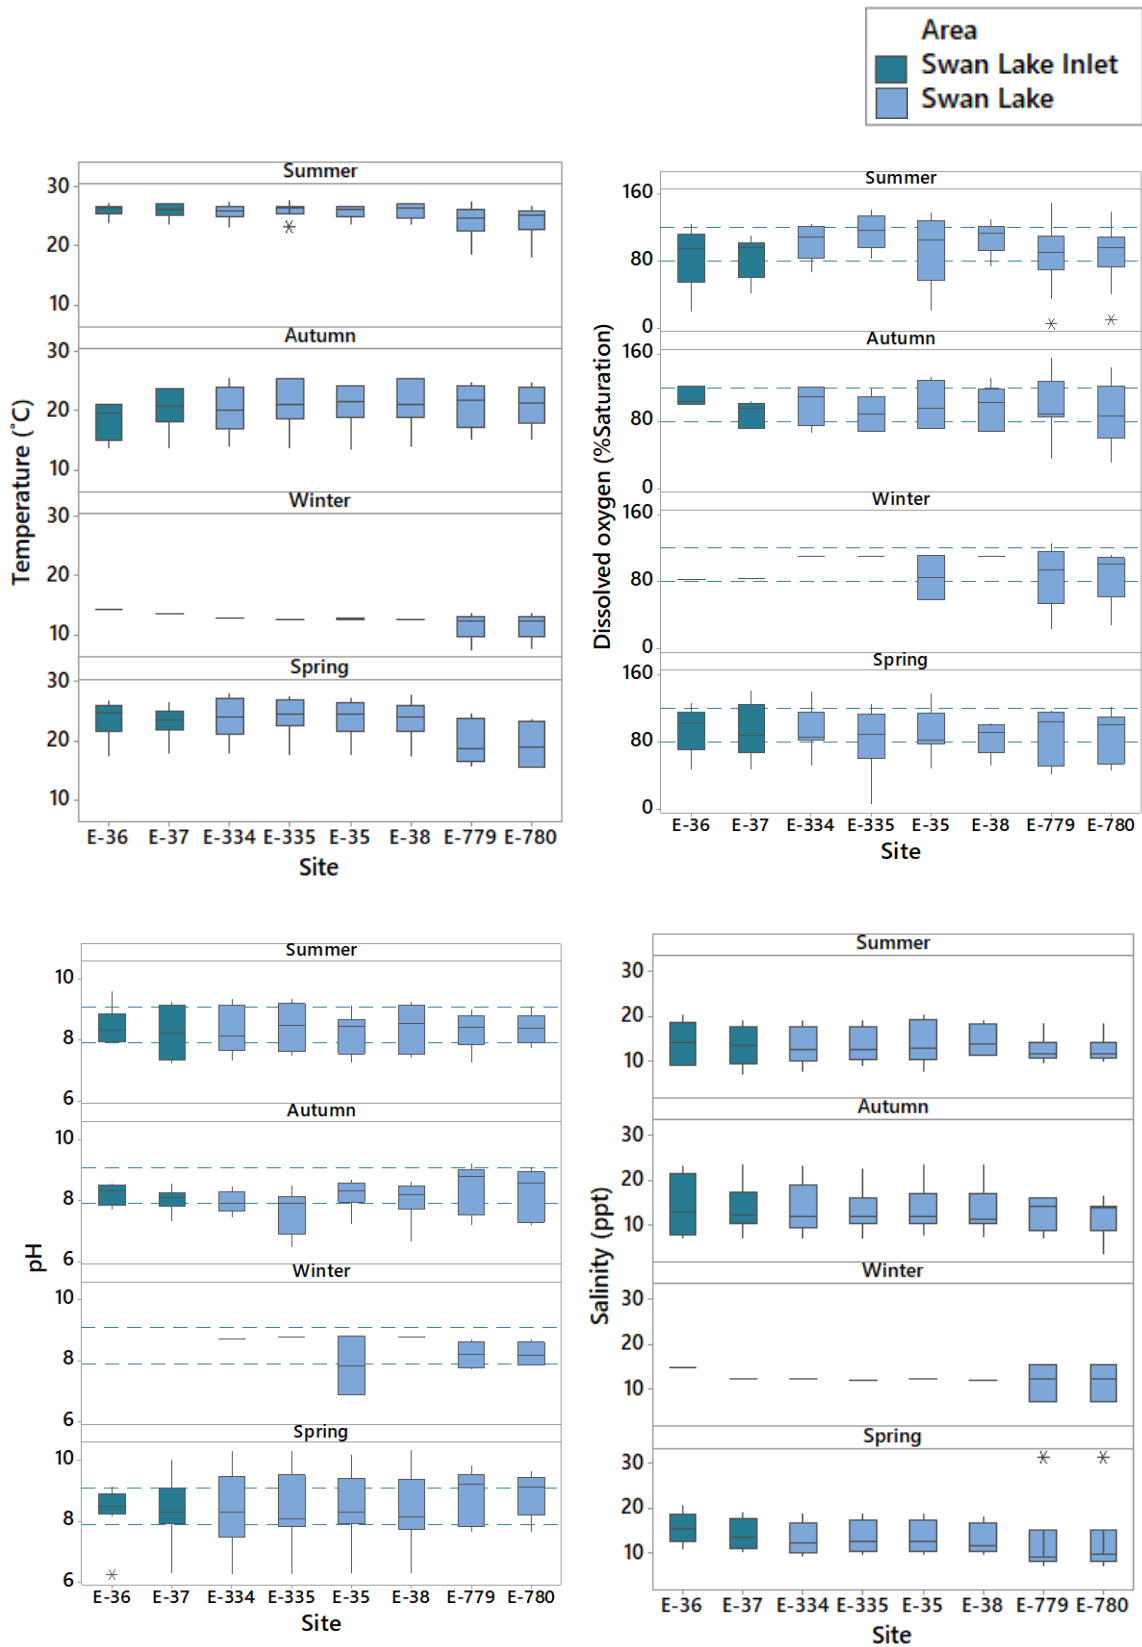 Area
Swan Lake Inlet
Swan Lake
Temperature (˚C)
Summer
30
20
10
Autumn
30
20
10
Winter
30
20
10
Spring
30
20
10
E-36 E-37 E-334 E-335 E-35 E-38 E-779 E-780
Site
Dissolved oxygen (%Saturation)
Summer
160
80
0
Autumn
160
80
0
Winter
160
80
0
Spring
160
80
0
E-36 E-37 E-334 E-335 E-35 E-38 E-779 E-780
Site
pH
Summer
10
8
6
Autumn
10
8
6
Winter
10
8
6
Spring
10
8
6
E-36 E-37 E-334 E-335 E-35 E-38 E-779 E-780
Site
Salinity (ppt)
Summer
30
20
10
Autumn
30
20
10
Winter
30
20
10
Spring
30
20
10
E-36 E-37 E-334 E-335 E-35 E-38 E-779 E-780
Site